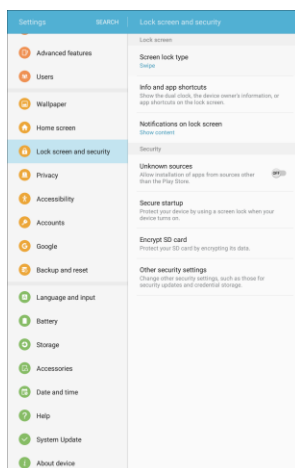 Settings
SEARCH
Advanced features
Users
Wallpaper
Home screen
Lock screen and security
Privacy
Accessibility
Accounts
Google
Backup and reset
Language and input
Battery
Storage
Accessories
Date and time
Help
System Update
About device
Lock screen and security
Lock screen
Screen lock type
Swipe
Info and app shortcuts
Show the dual clock, the device owner's information, or
app shortcuts on the lock screen.
Notifications on lock screen
Show content
Security
Unknown sources
Allow installation of apps from sources other
than the Play Store.
OFF
Secure startup
Protect your device by using a screen lock when your
device turns on.
Encrypt SD card
Protect your SD card by encrypting its data.
Other security settings
Change other security settings, such as those for
security updates and credential storage.